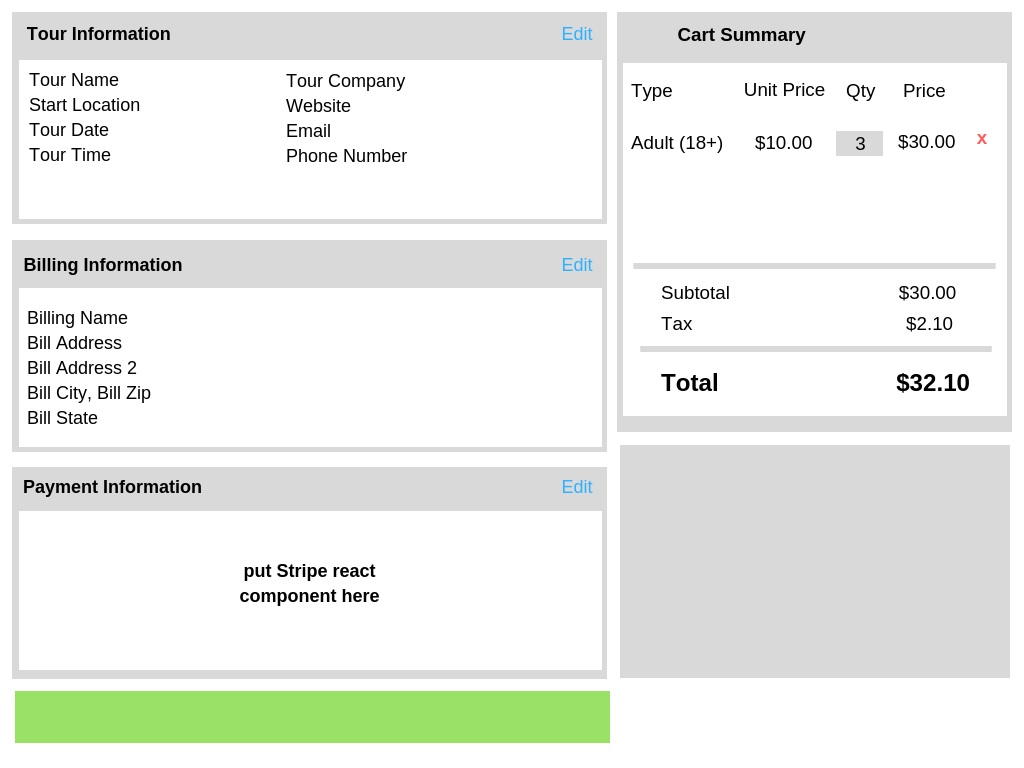 Tour Information Edit
Tour Name
Start Location
Tour Date
Tour Time
Tour Company
Website
Email
Phone Number
Billing Information Edit
Billing Name
Bill Address
Bill Address 2
Bill City, Bill Zip
Bill State
Payment Information Edit
put Stripe react
component here
Cart Summary
Type Unit Price Qty Price
Adult (18+) $10.00 3 $30.00 x
Subtotal $30.00
Tax $2.10
Total $32.10